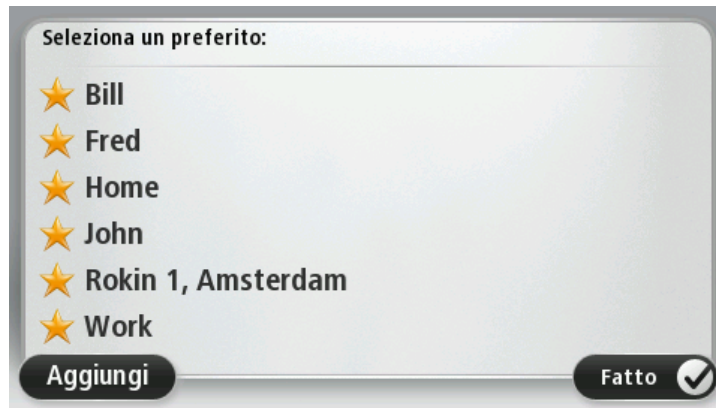 Seleziona un preferito:
Bill
Fred
Home
John
Rokin 1, Amsterdam
Work
Aggiungi
Fatto